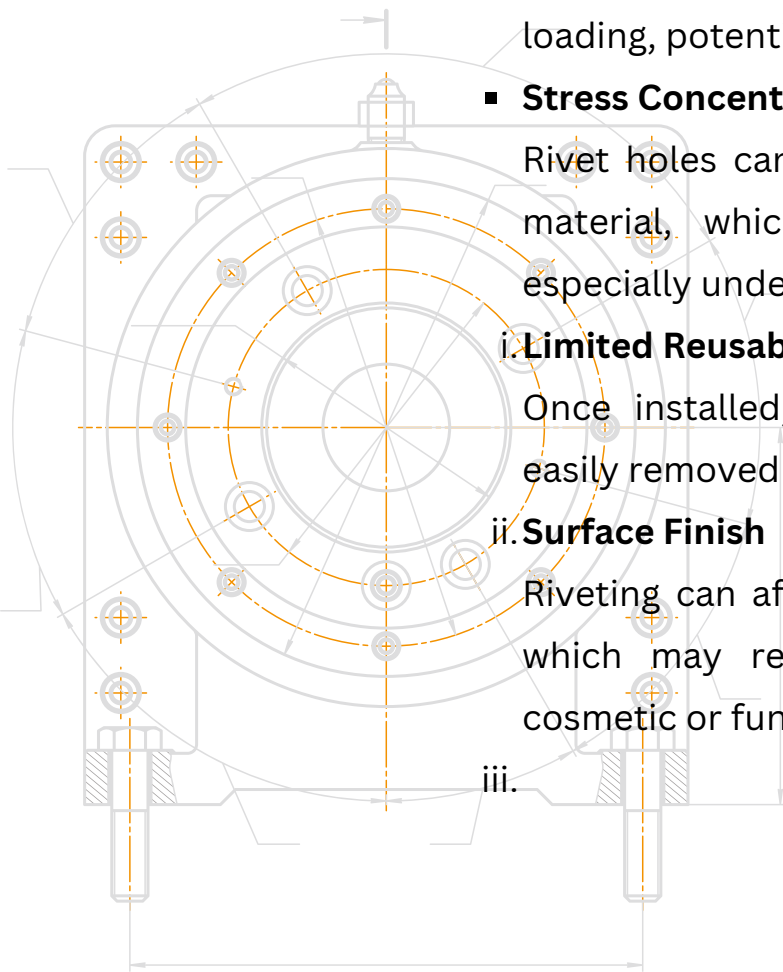 loading, potent
▪ Stress Concent
Rivet holes can
material, whic
especially unde
i. Limited Reusab
Once installed,
easily removed
ii. Surface Finish
Riveting can af
which may re
cosmetic or fun
iii.